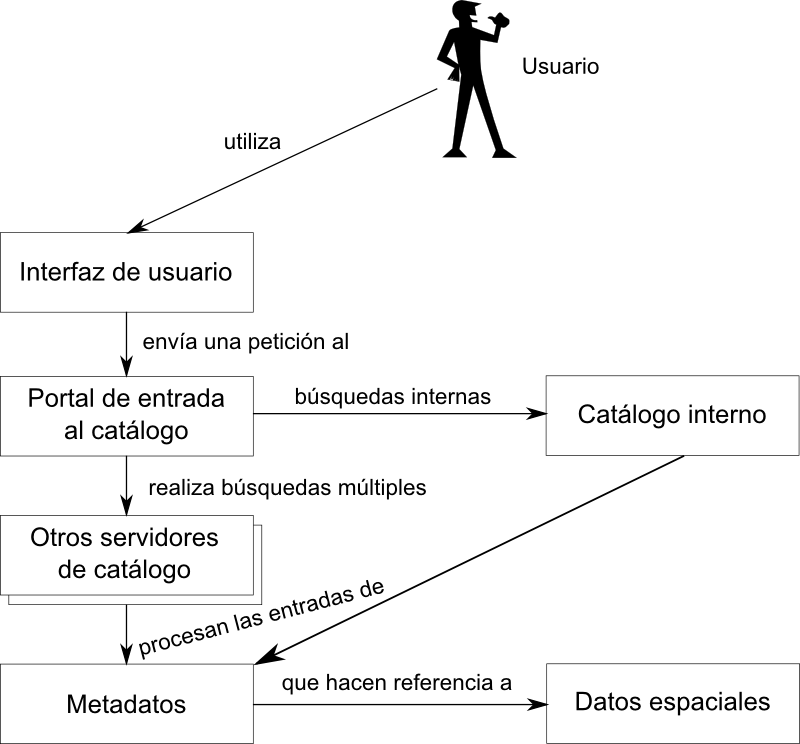 Usuario
utiliza
Interfaz de usuario
envía una petición al
Portal de entrada
al catálogo
búsquedas internas
Catálogo interno
realiza búsquedas múltiples
Otros servidores
de catálogo
procesan las entradas de
Metadatos
que hacen referencia a
Datos espaciales